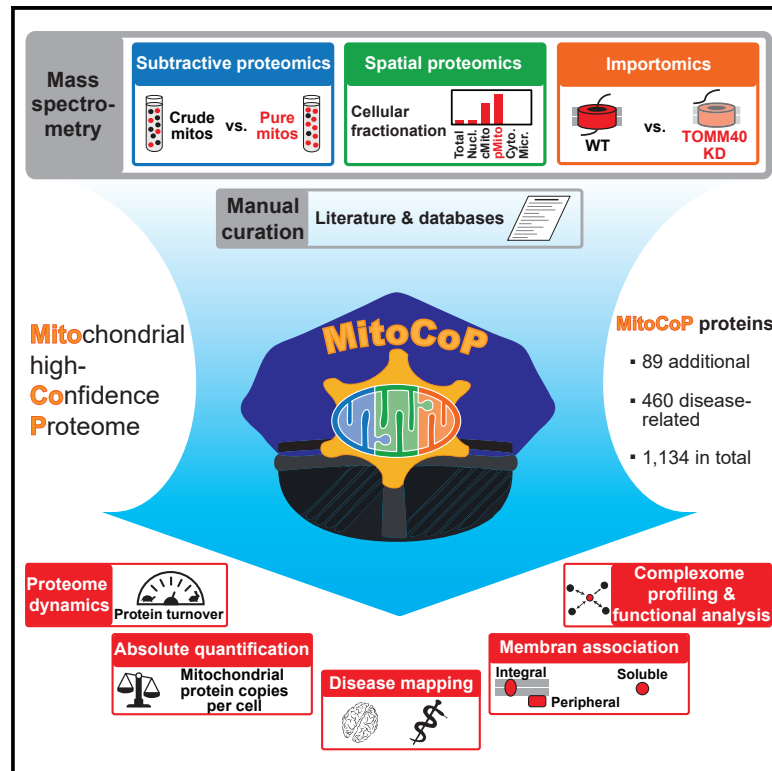 Mass
spectro-
metry
Subtractive proteomics
Crude
mitos
vs.
Pure
mitos
Spatial proteomics
Cellular
fractionation
Total
Nucl.
cMito
pMito
Cyto.
Micr.
Importomics
WT
vs.
TOMM40
KD
Manual
curation
Literature & databases
Mitochondrial
high-
Confidence
Proteome
MitoCoP
MitoCoP proteins
▪ 89 additional
▪ 460 disease-
related
▪ 1,134 in total
Proteome
dynamics
Protein turnover
Absolute quantification
Mitochondrial
protein copies
per cell
Disease mapping
Membran association
Integral
Soluble
Peripheral
Complexome
profiling &
functional analysis